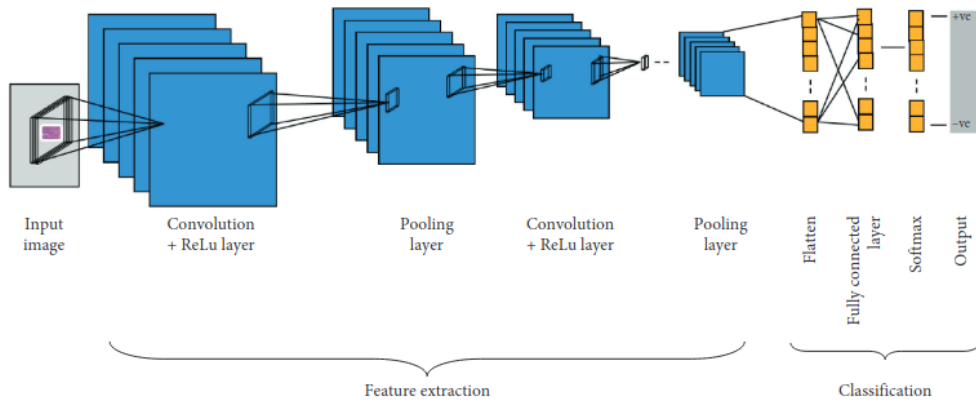 +ve
−ve
Input
image
Convolution
+ ReLu layer
Pooling
layer
Convolution
+ ReLu layer
Pooling
layer
Flatten
Fully connected
layer
Softmax
Output
Feature extraction
Classification